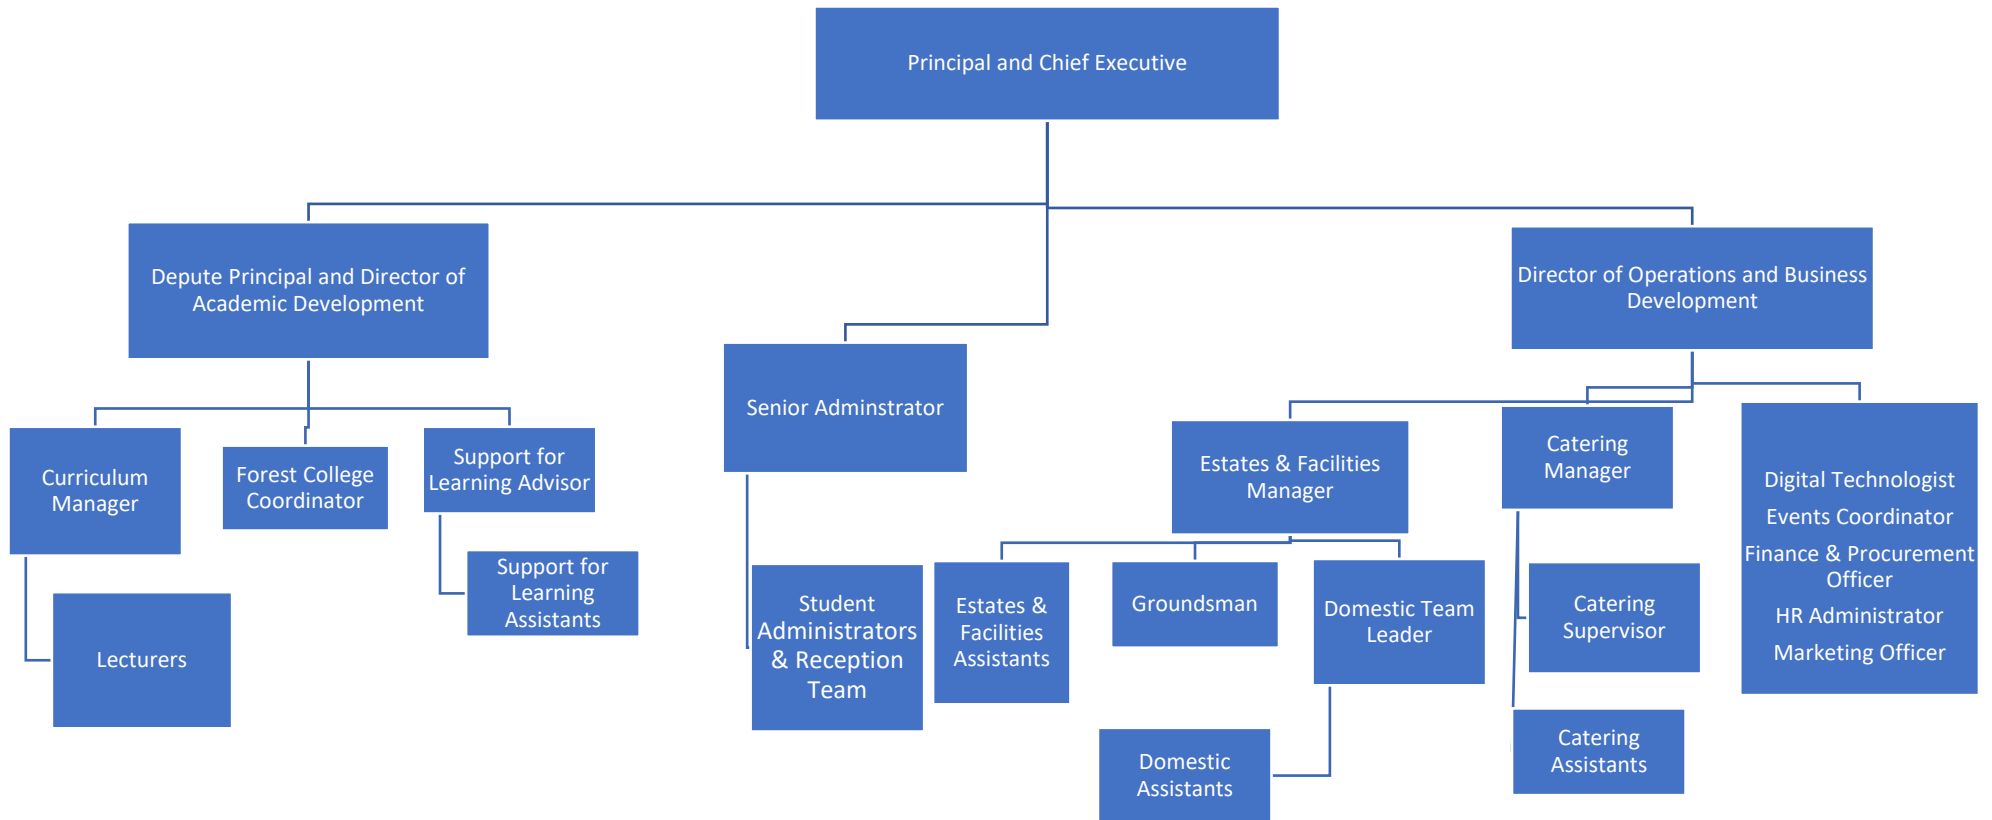 Principal and Chief Executive
Depute Principal and Director of
Academic Development
Director of Operations and Business
Development
Senior Adminstrator
Curriculum
Manager
Forest College
Coordinator
Support for
Learning Advisor
Estates & Facilities
Manager
Catering
Manager
Digital Technologist
Events Coordinator
Finance & Procurement
Officer
HR Administrator
Marketing Officer
Lecturers
Support for
Learning
Assistants
Student
Administrators
& Reception
Team
Estates &
Facilities
Assistants
Groundsman
Domestic Team
Leader
Catering
Supervisor
Domestic
Assistants
Catering
Assistants